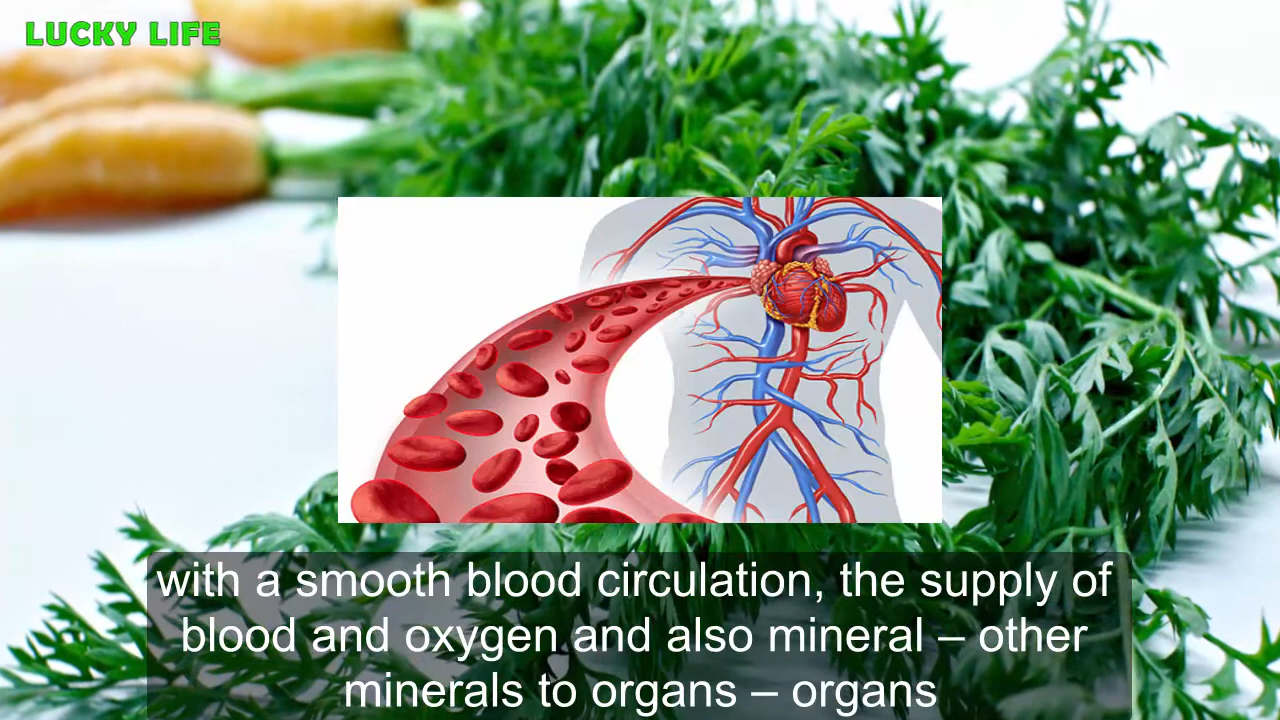 LUCKY LIFE
with a smooth blood circulation, the supply of
blood and oxygen and also mineral – other
minerals to organs – organs